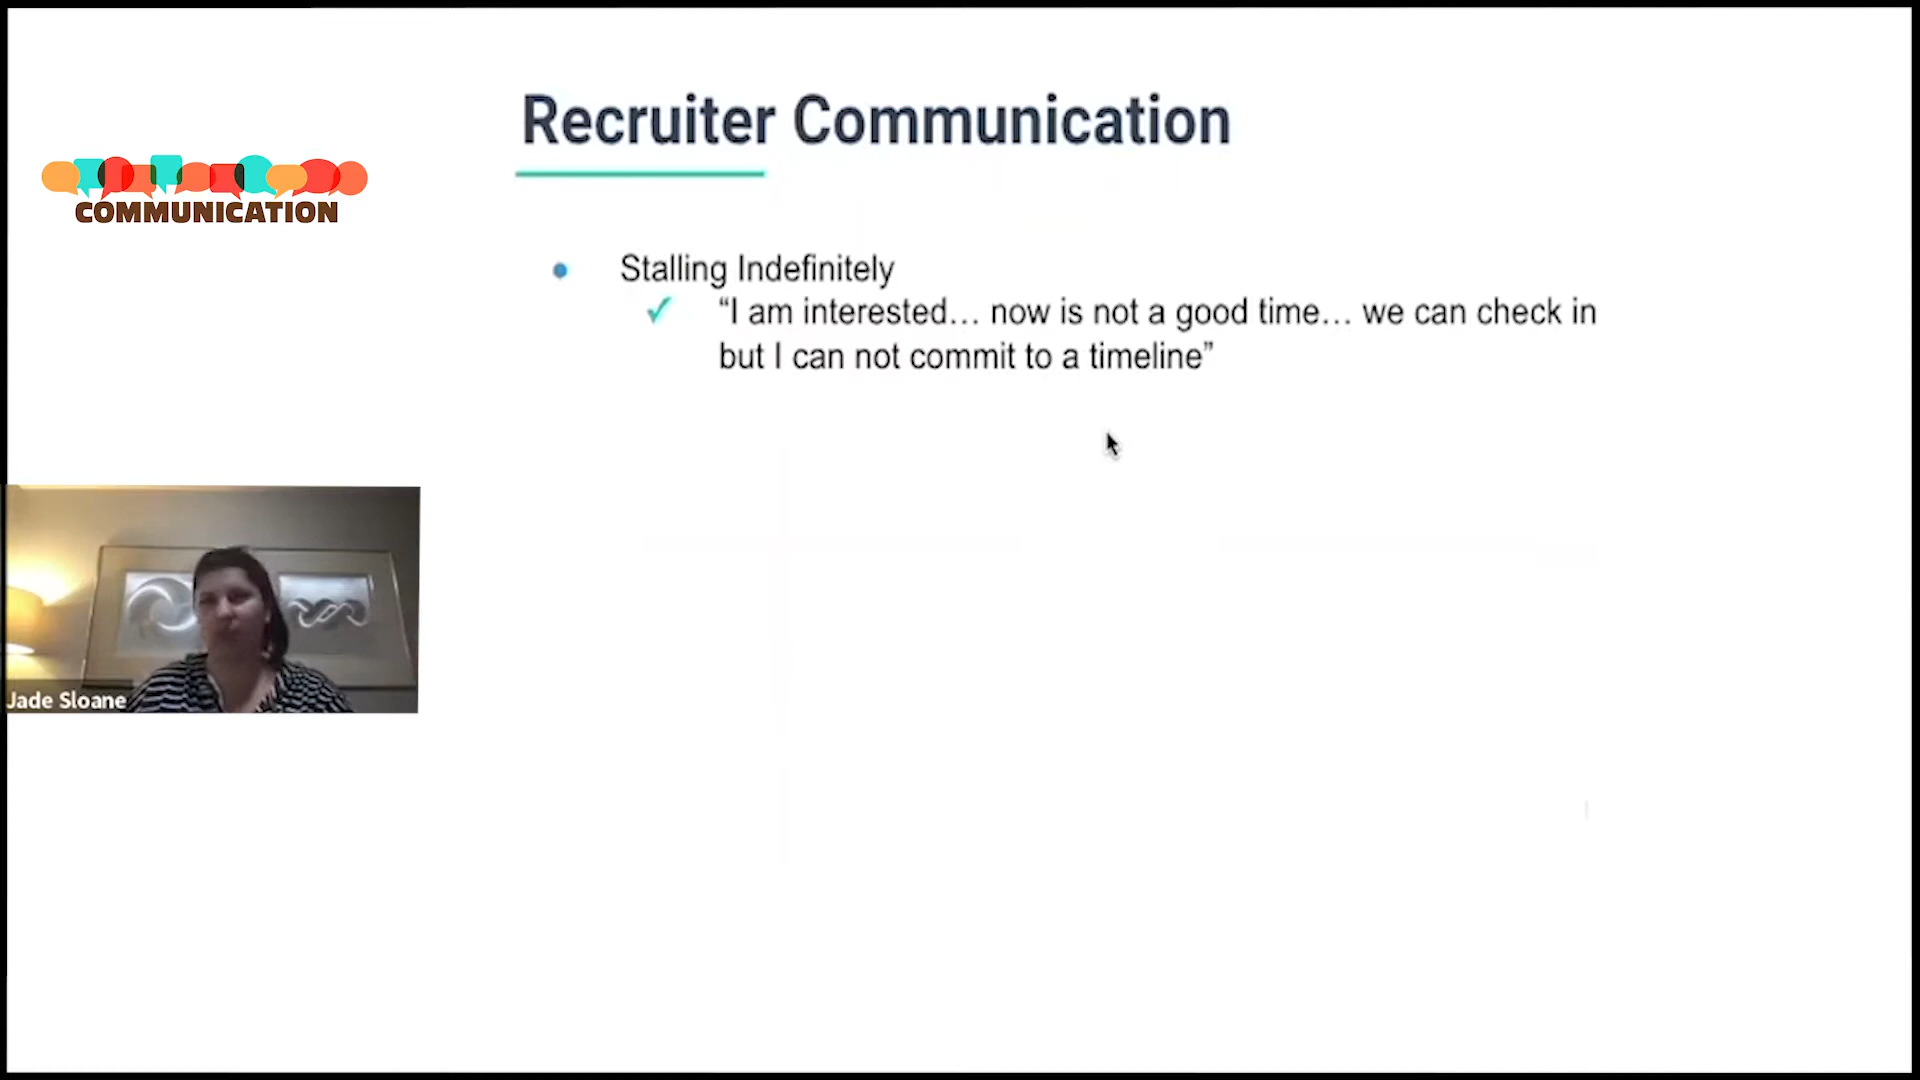 Recruiter Communication
COMMUNICATION
Stalling Indefinitely
“I am interested… now is not a good time… we can check in
but I can not commit to a timeline”
Jade Sloane